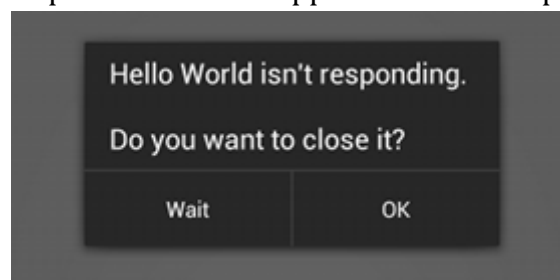 Hello World isn't responding.
Do you want to close it?
Wait
OK